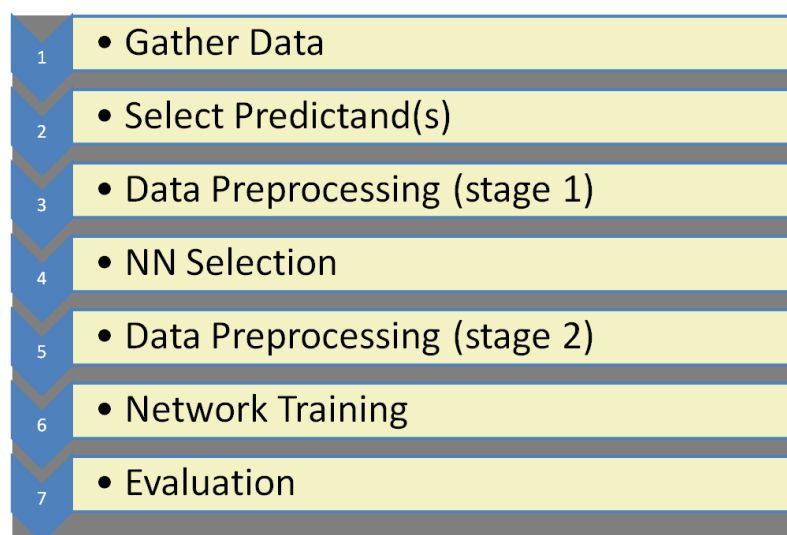 1 • Gather Data
2 • Select Predictand(s)
3 • Data Preprocessing (stage 1)
4 • NN Selection
5 • Data Preprocessing (stage 2)
6 • Network Training
7 • Evaluation